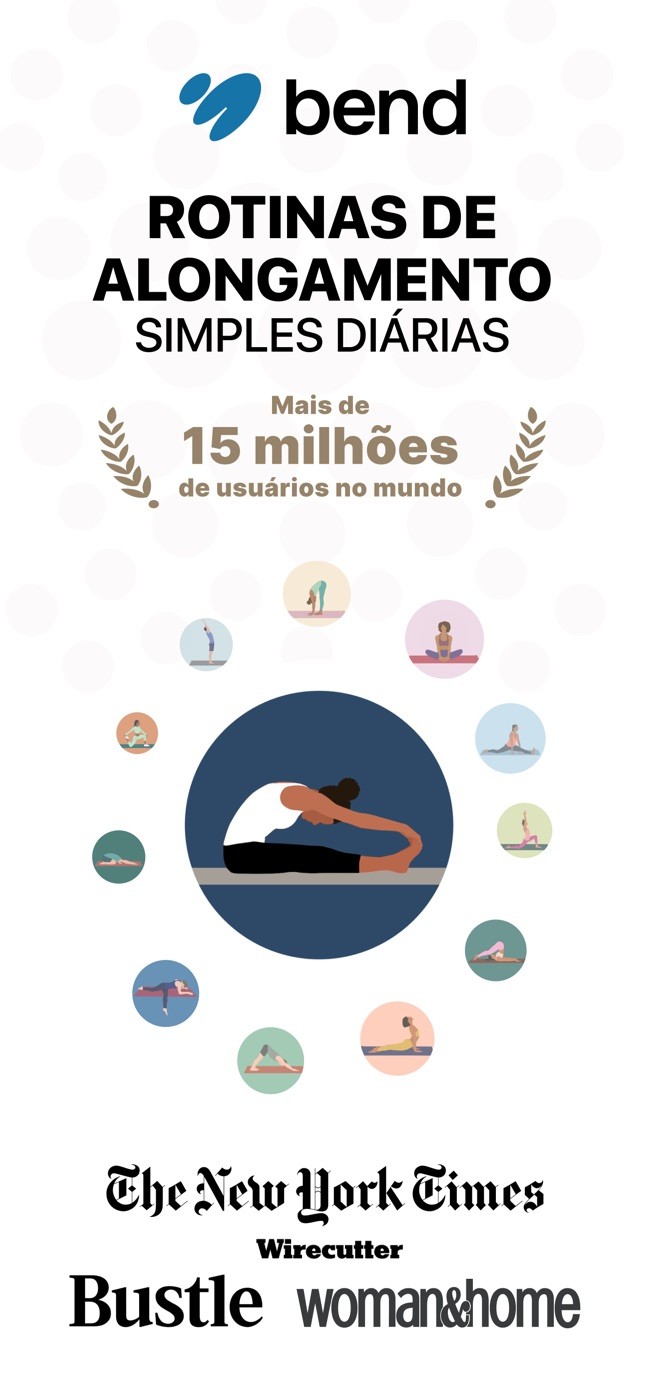 bend
ROTINAS DE
ALONGAMENTO
SIMPLES DIÁRIAS
Mais de
15 milhões
de usuários no mundo
The New York Times
Wirecutter
Bustle woman&home